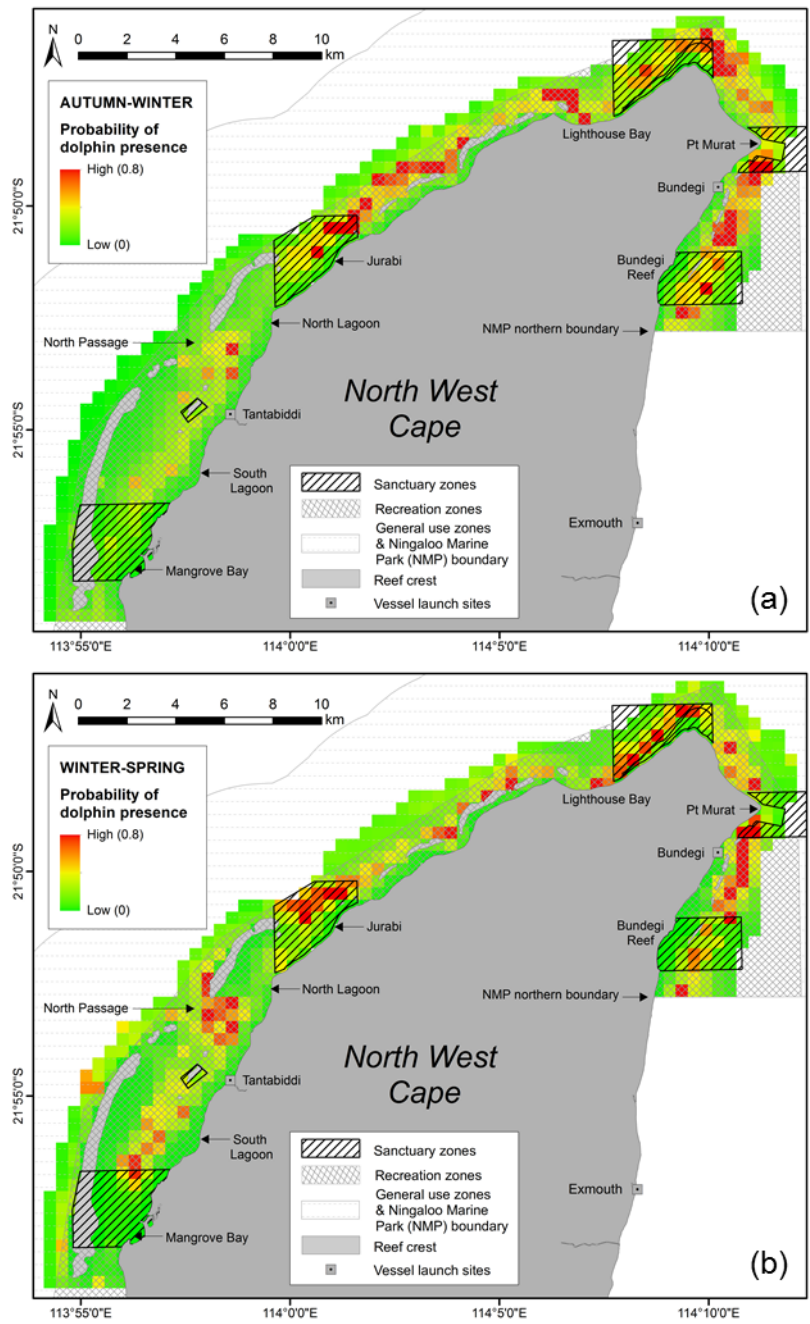 N
0 2 4 6 8 10
km
AUTUMN-WINTER
Probability of
dolphin presence
High (0.8)
Low (0)
Lighthouse Bay
Pt Murat
Bundegi
Bundegi
Reef
Jurabi
North Lagoon
NMP northern boundary
North Passage
North West
Cape
Tantabiddi
South
Lagoon
Mangrove Bay
Exmouth
Sanctuary zones
Recreation zones
General use zones
& Ningaloo Marine
Park (NMP) boundary
Reef crest
Vessel launch sites
21°50'0"S
21°55'0"S
(a)
113°55'0"E 114°0'0"E 114°5'0"E 114°10'0"E
N
0 2 4 6 8 10
km
WINTER-SPRING
Probability of
dolphin presence
High (0.8)
Low (0)
Lighthouse Bay
Pt Murat
Bundegi
Bundegi
Reef
Jurabi
North Lagoon
NMP northern boundary
North Passage
North West
Cape
Tantabiddi
South
Lagoon
Mangrove Bay
Exmouth
Sanctuary zones
Recreation zones
General use zones
& Ningaloo Marine
Park (NMP) boundary
Reef crest
Vessel launch sites
21°50'0"S
21°55'0"S
(b)
113°55'0"E 114°0'0"E 114°5'0"E 114°10'0"E